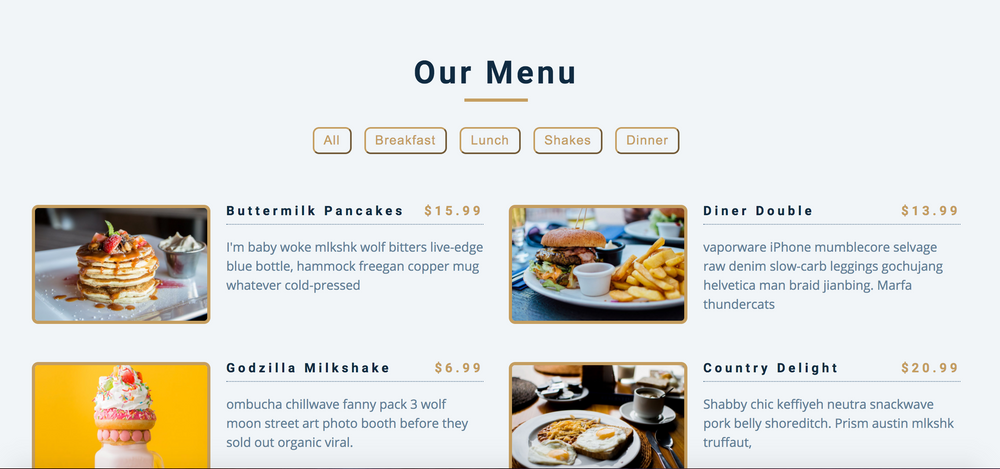 Our Menu
All Breakfast Lunch Shakes Dinner
Buttermilk Pancakes $15.99
I'm baby woke mlkshk wolf bitters live-edge
blue bottle, hammock freegan copper mug
whatever cold-pressed
Diner Double $13.99
vaporware iPhone mumblecore selvage
raw denim slow-carb leggings gochujang
helvetica man braid jianbing. Marfa
thundercats
Godzilla Milkshake $6.99
ombucha chillwave fanny pack 3 wolf
moon street art photo booth before they
sold out organic viral.
Country Delight $20.99
Shabby chic keffiyeh neutra snackwave
pork belly shoreditch. Prism austin mlkshk
truffaut,